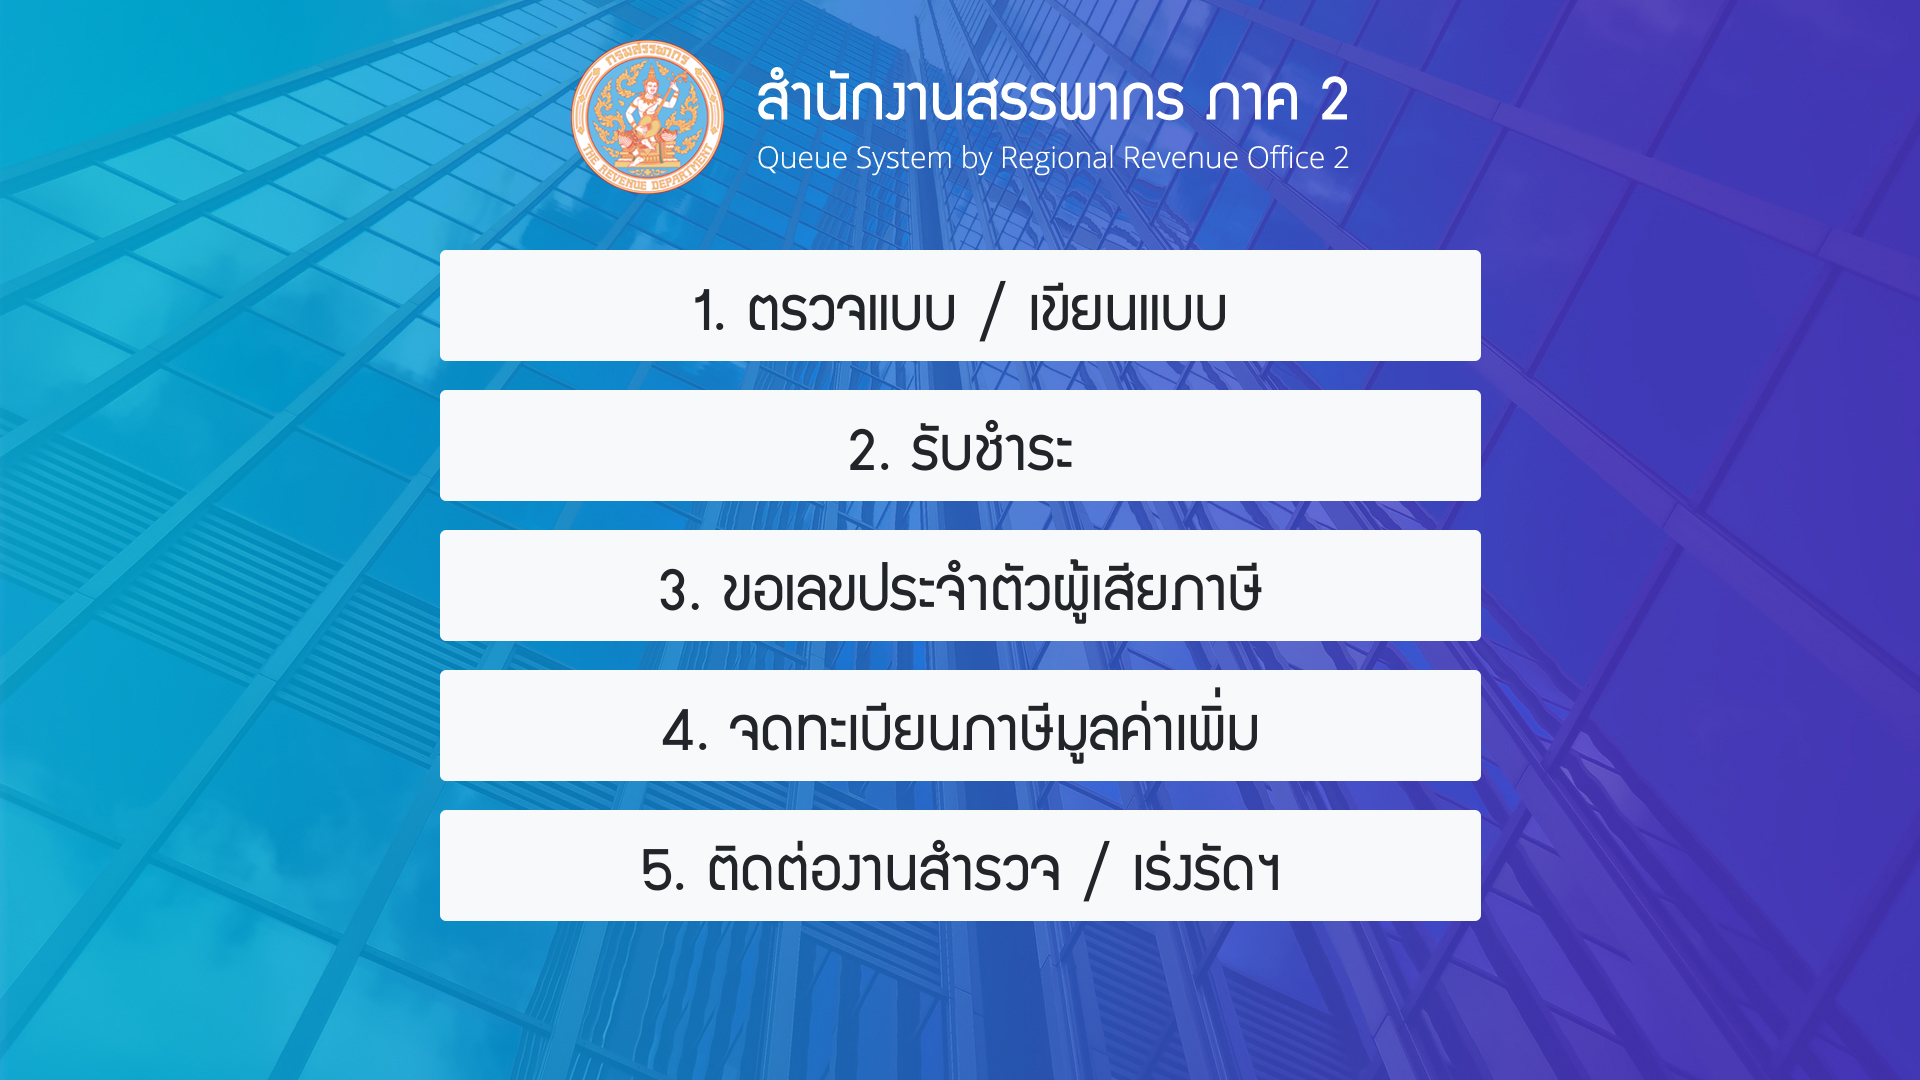 กรมสรรพากร
THE REVENUE DEPARTMENT
สำนักงานสรรพากร ภาค 2
Queue System by Regional Revenue Office 2
1. ตรวจแบบ / เขียนแบบ
2. รับชำระ
3. ขอเลขประจำตัวผู้เสียภาษี
4. จดทะเบียนภาษีมูลค่าเพิ่ม
5. ติดต่องานสำรวจ / เร่งรัดฯ